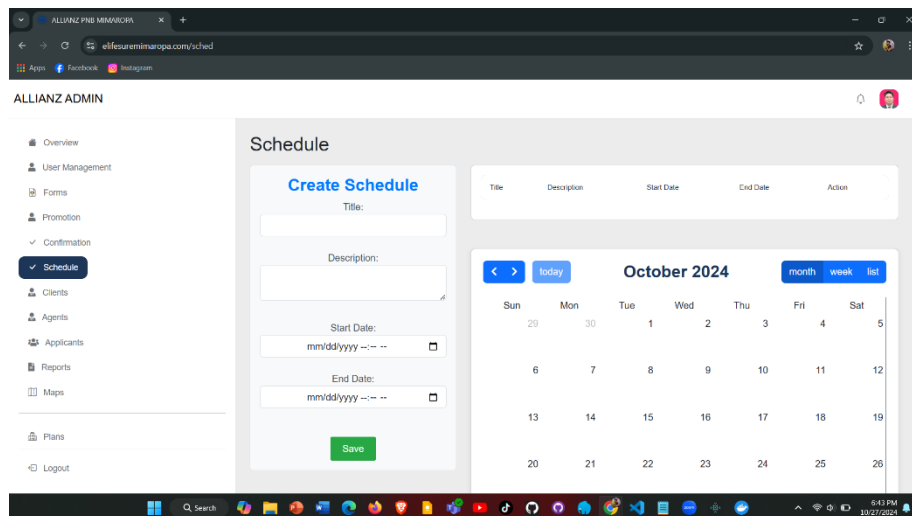 ALLIANZ PNB MIMAROPA
elifesuremimaropa.com/sched
Apps Facebook Instagram
ALLIANZ ADMIN
Overview
User Management
Forms
Promotion
Confirmation
Schedule
Clients
Agents
Applicants
Reports
Maps
Plans
Logout
Schedule
Create Schedule
Title:
Description:
Start Date:
mm/dd/yyyy --:-- --
End Date:
mm/dd/yyyy --:-- --
Save
Title Description Start Date End Date Action
today October 2024 month week list
Sun Mon Tue Wed Thu Fri Sat
29 30 1 2 3 4 5
6 7 8 9 10 11 12
13 14 15 16 17 18 19
20 21 22 23 24 25 26
Search
6:43 PM
10/27/2024